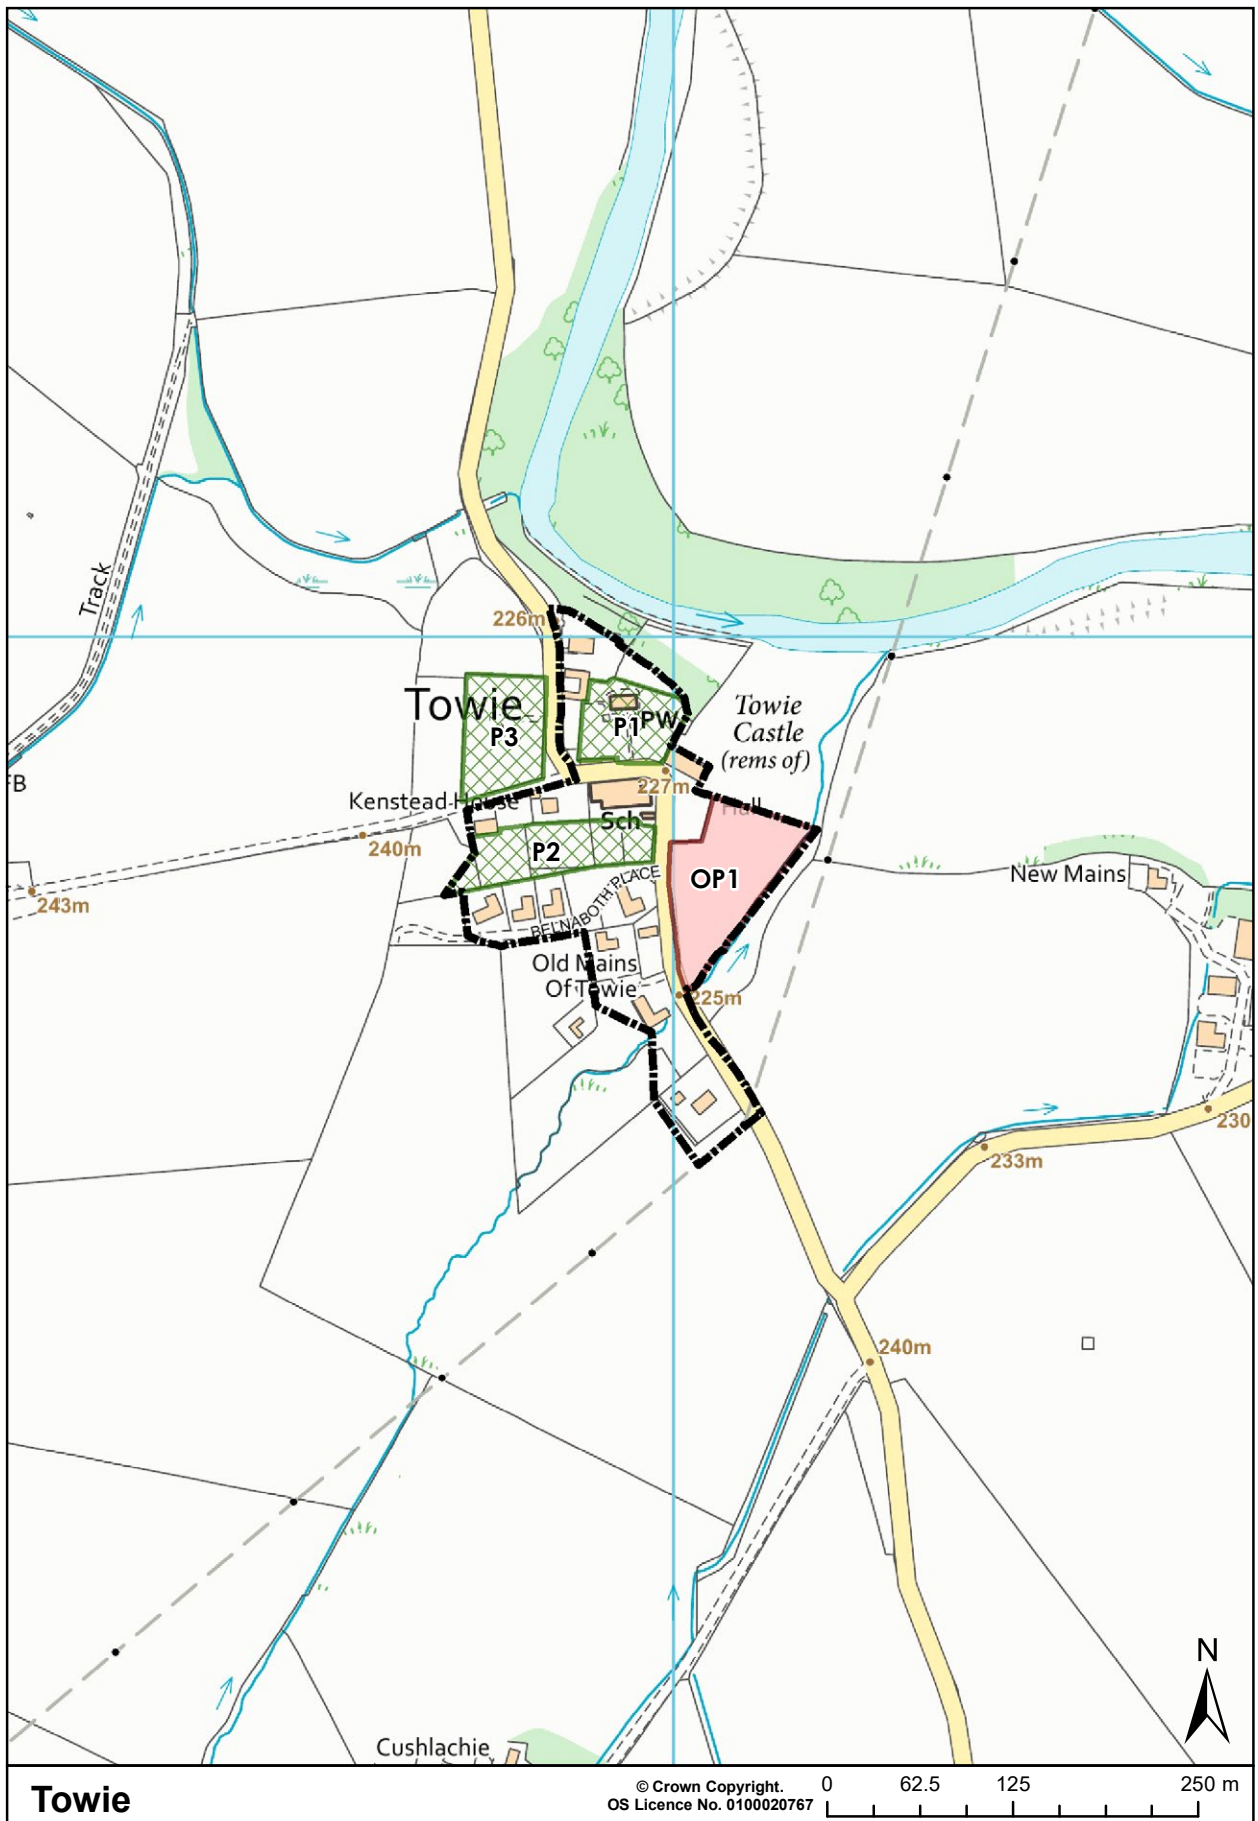 Track
226m
Towie
P3
P1
PW
Towie
Castle
(rems of)
227m
FB
Kenstead House
Hall
Sch
240m
P2
OP1
New Mains
243m
BELNABOTH PLACE
Old Mains
Of Towie
225m
230
233m
240m
N
Cushlachie
Towie
© Crown Copyright.
OS Licence No. 0100020767
0 62.5 125 250 m